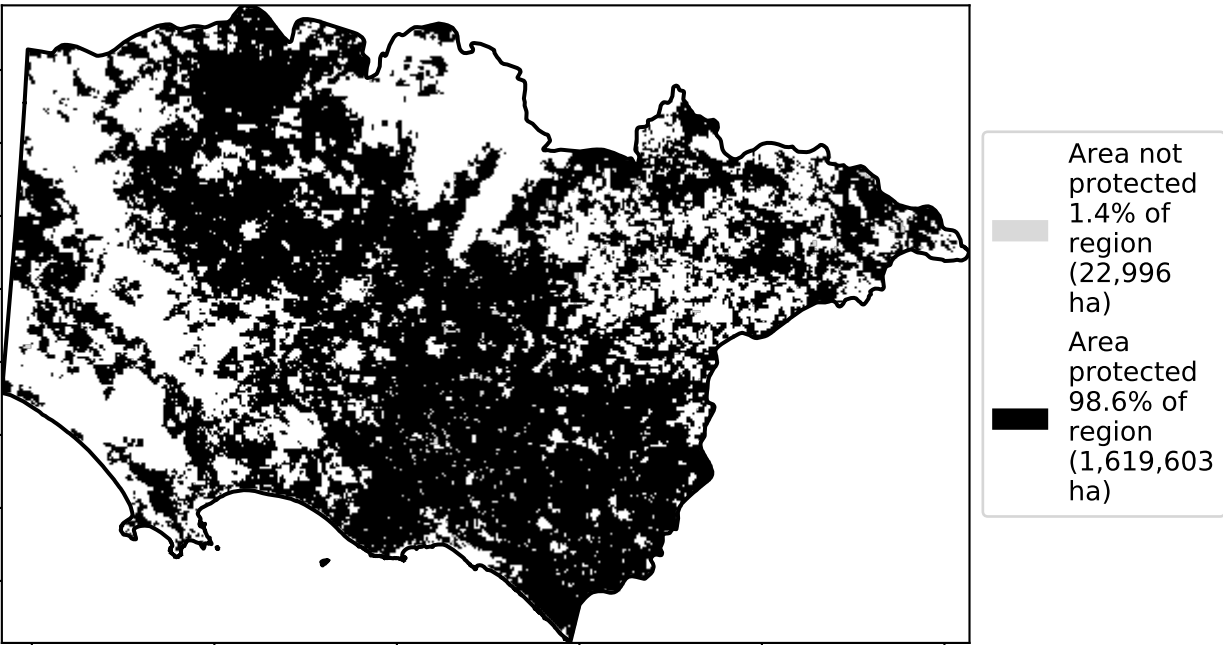 Area not
protected
1.4% of
region
(22,996
ha)
Area
protected
98.6% of
region
(1,619,603
ha)